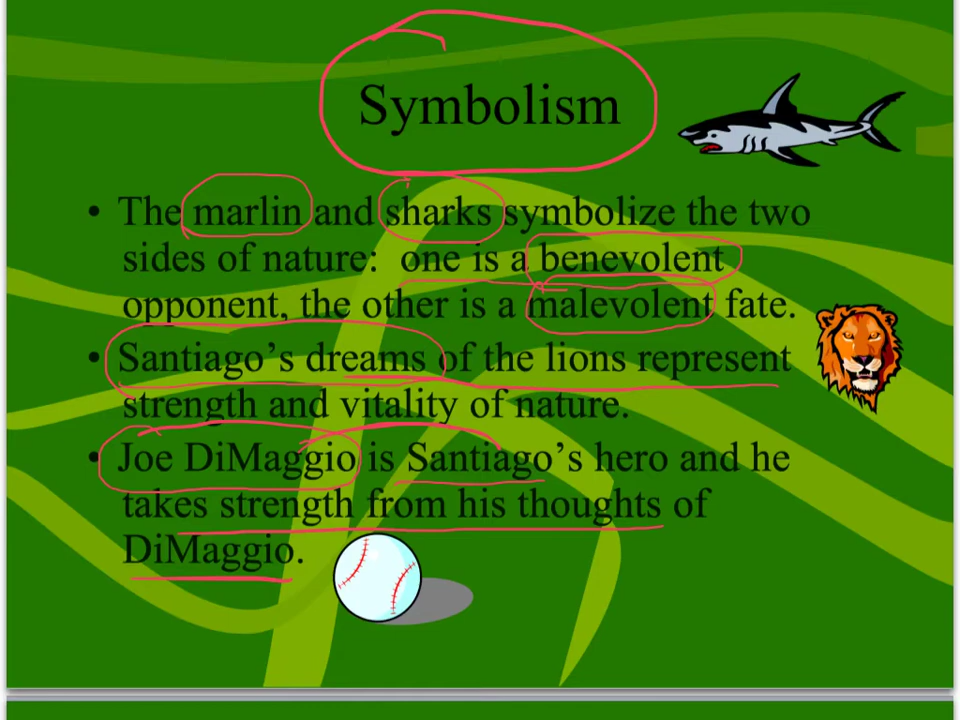 Symbolism
• The marlin and sharks symbolize the two
sides of nature: one is a benevolent
opponent, the other is a malevolent fate.
• Santiago's dreams of the lions represent
strength and vitality of nature.
• Joe DiMaggio is Santiago's hero and he
takes strength from his thoughts of
DiMaggio.